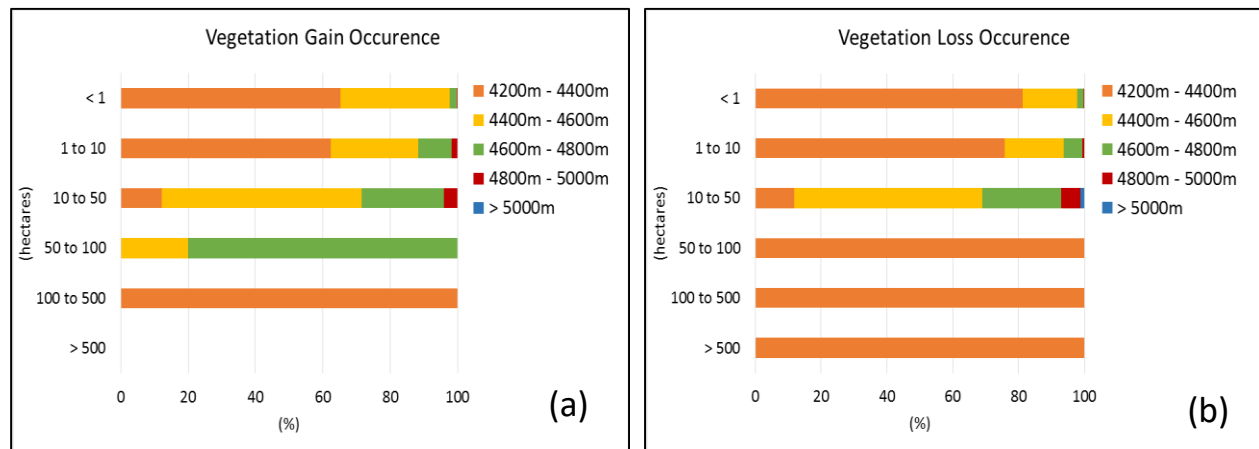 Vegetation Gain Occurence
< 1
1 to 10
10 to 50
50 to 100
100 to 500
> 500
(hectares)
0 20 40 60 80 100
(%)
4200m - 4400m
4400m - 4600m
4600m - 4800m
4800m - 5000m
> 5000m
(a)
Vegetation Loss Occurence
< 1
1 to 10
10 to 50
50 to 100
100 to 500
> 500
(hectares)
0 20 40 60 80 100
(%)
4200m - 4400m
4400m - 4600m
4600m - 4800m
4800m - 5000m
> 5000m
(b)